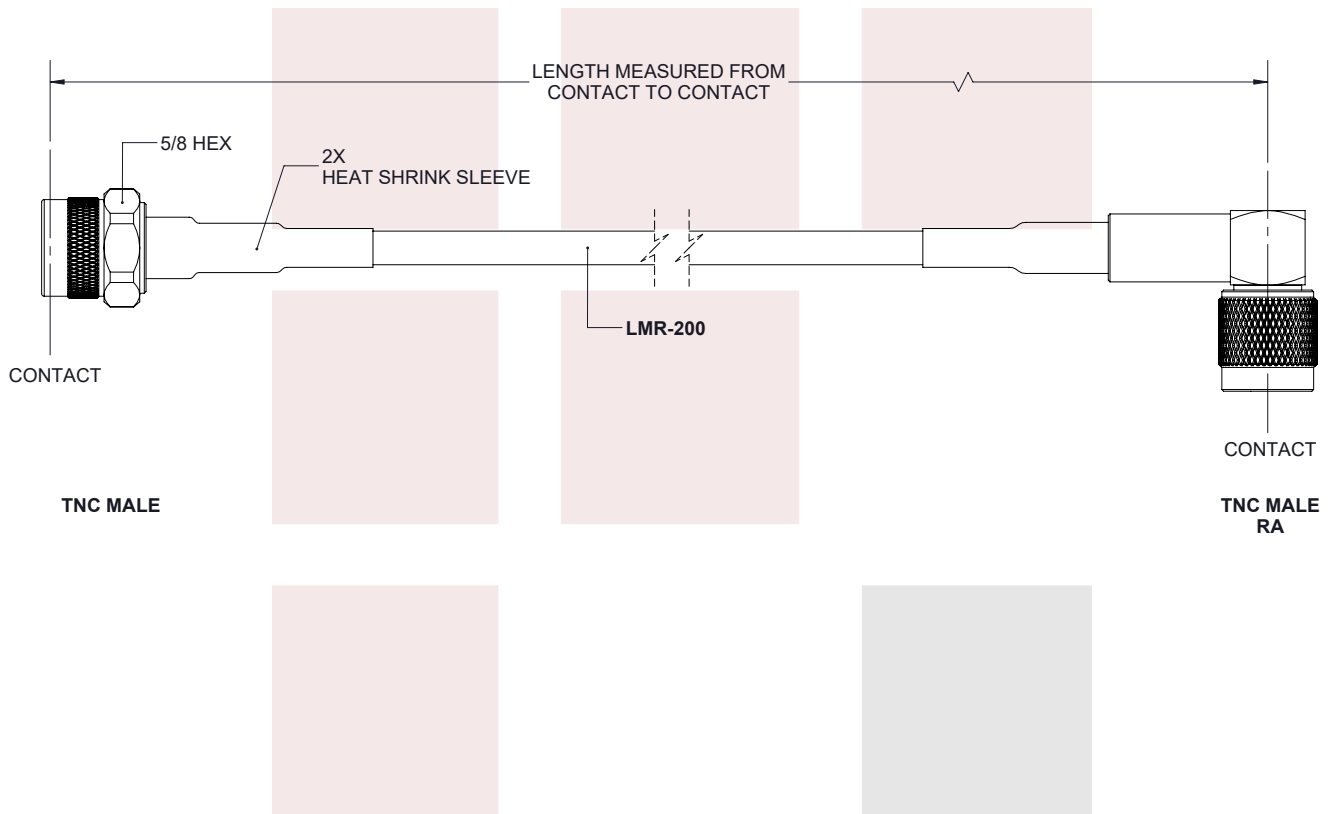 LENGTH MEASURED FROM
CONTACT TO CONTACT
5/8 HEX
2X
HEAT SHRINK SLEEVE
LMR-200
CONTACT
CONTACT
TNC MALE
TNC MALE
RA